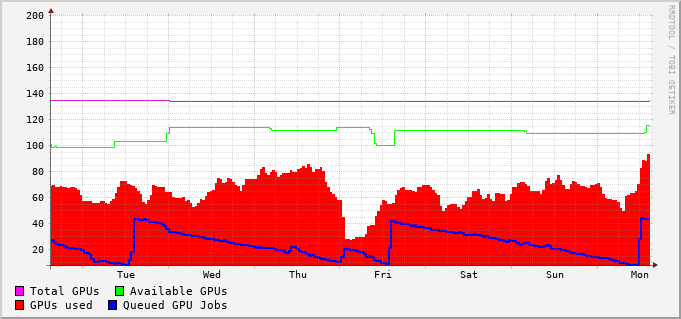 RRDTOOL / TOBI OETIKER
200
180
160
140
120
100
80
60
40
20
Tue Wed Thu Fri Sat Sun Mon
Total GPUs Available GPUs
GPUs used Queued GPU Jobs